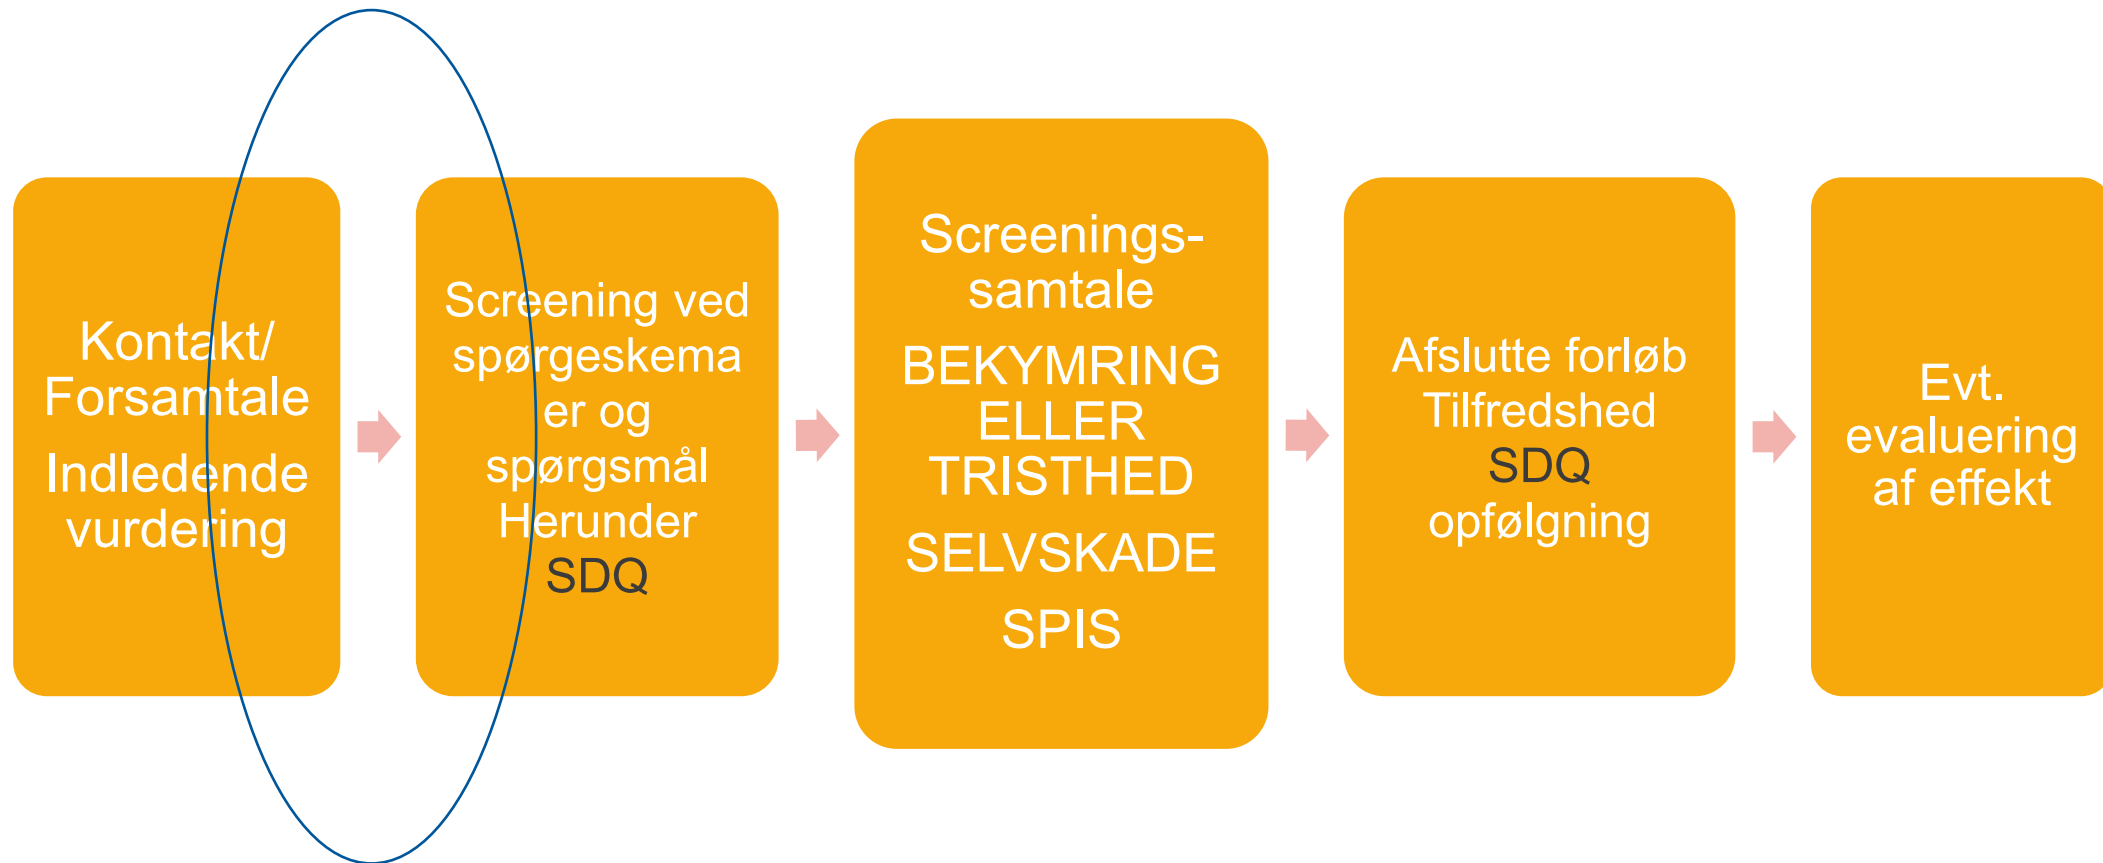 Kontakt/
Forsamtale
Indledende
vurdering
Screening ved
spørgeskema
er og
spørgsmål
Herunder
SDQ
Screenings-
samtale
BEKYMRING
ELLER
TRISTHED
SELVSKADE
SPIS
Afslutte forløb
Tilfredshed
SDQ
opfølgning
Evt.
evaluering
af effekt